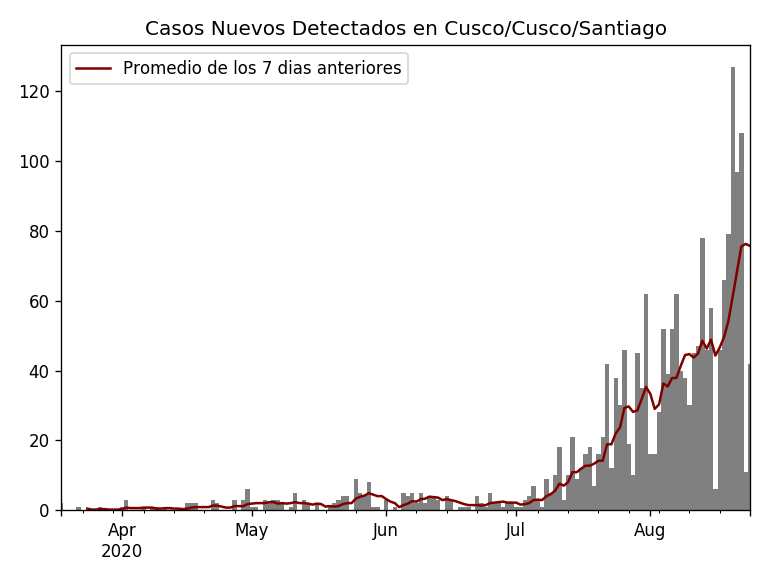 Casos Nuevos Detectados en Cusco/Cusco/Santiago
Promedio de los 7 dias anteriores
120
100
80
60
40
20
0
Apr
2020
May
Jun
Jul
Aug